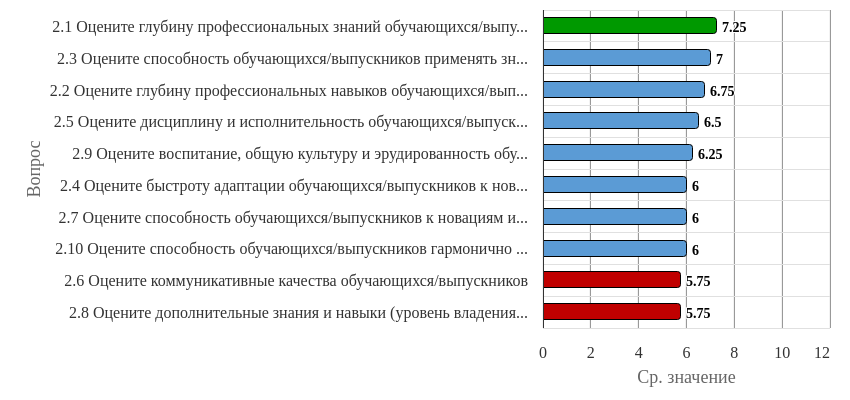 2.1 Оцените глубину профессиональных знаний обучающихся/выпу... 7.25
2.3 Оцените способность обучающихся/выпускников применять зн... 7
2.2 Оцените глубину профессиональных навыков обучающихся/вып... 6.75
2.5 Оцените дисциплину и исполнительность обучающихся/выпуск... 6.5
2.9 Оцените воспитание, общую культуру и эрудированность обу... 6.25
2.4 Оцените быстроту адаптации обучающихся/выпускников к нов... 6
2.7 Оцените способность обучающихся/выпускников к новациям и... 6
2.10 Оцените способность обучающихся/выпускников гармонично ... 6
2.6 Оцените коммуникативные качества обучающихся/выпускников 5.75
2.8 Оцените дополнительные знания и навыки (уровень владения... 5.75
Вопрос
0 2 4 6 8 10 12
Ср. значение